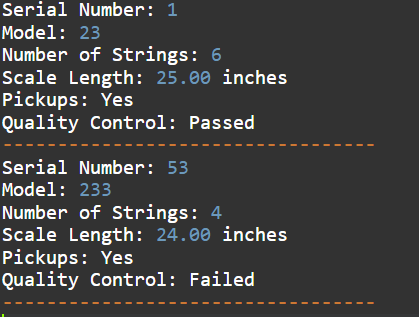 Serial Number: 1
Model: 23
Number of Strings: 6
Scale Length: 25.00 inches
Pickups: Yes
Quality Control: Passed
----------------------------------
Serial Number: 53
Model: 233
Number of Strings: 4
Scale Length: 24.00 inches
Pickups: Yes
Quality Control: Failed
----------------------------------